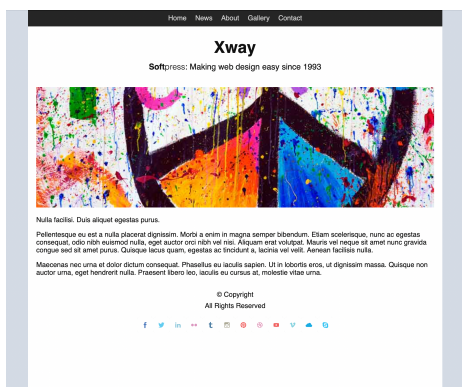 Home News About Gallery Contact
Xway
Softpress: Making web design easy since 1993
Nulla facilisi. Duis aliquet egestas purus.
Pellentesque eu est a nulla placerat dignissim. Morbi a enim in magna semper bibendum. Etiam scelerisque, nunc ac egestas
consequat, odio nibh euismod nulla, eget auctor orci nibh vel nisi. Aliquam erat volutpat. Mauris vel neque sit amet nunc gravida
congue sed sit amet purus. Quisque lacus quam, egestas ac tincidunt a, lacinia vel velit. Aenean facilisis nulla.
Maecenas nec urna et dolor dictum consequat. Phasellus eu iaculis sapien. Ut in lobortis eros, ut dignissim massa. Quisque non
auctor urna, eget hendrerit nulla. Praesent libero leo, iaculis eu cursus at, molestie vitae urna.
© Copyright
All Rights Reserved